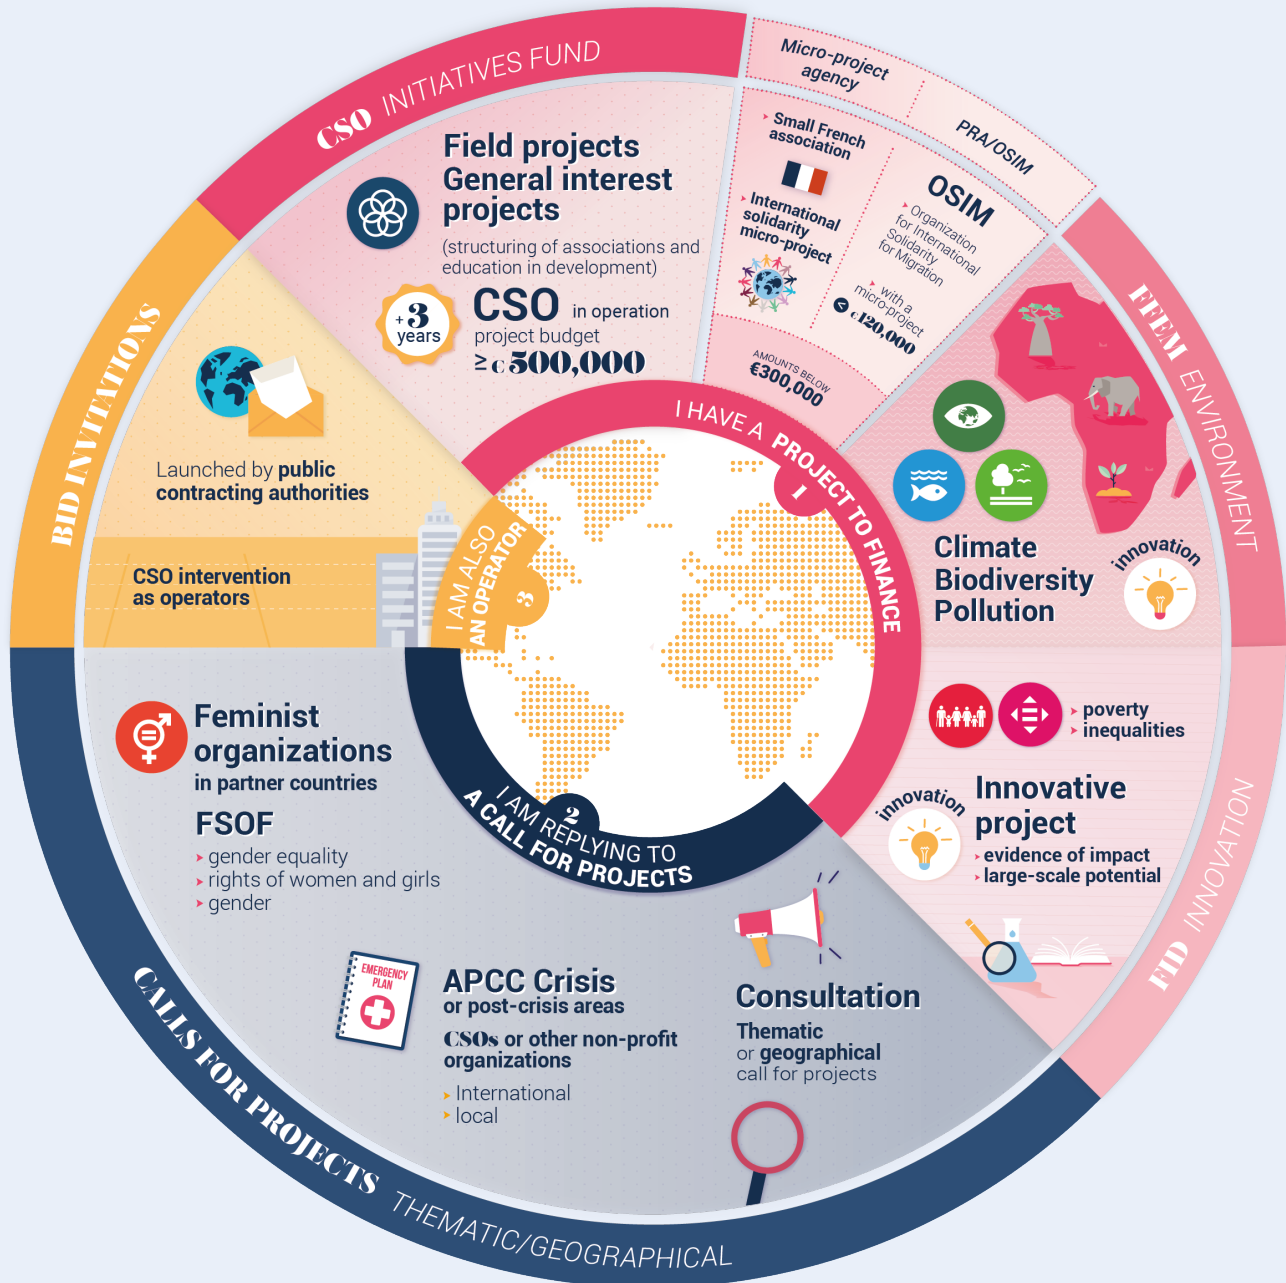 CSO INITIATIVES FUND
Field projects
General interest
projects
(structuring of associations and
education in development)
+3
years
CSO in operation
project budget
≥ € 500,000
Micro-project
agency
Small French
association
International
solidarity
micro-project
PRA/OSIM
OSIM
Organization
for International
Solidarity
for Migration
with a
micro-project
< €120,000
AMOUNTS BELOW
€300,000
FFEM ENVIRONMENT
Climate
Biodiversity
Pollution
innovation
FID INNOVATION
poverty
inequalities
innovation
Innovative
project
evidence of impact
large-scale potential
I HAVE A PROJECT TO FINANCE
1
BID INVITATIONS
Launched by public
contracting authorities
CSO intervention
as operators
I AM ALSO
AN OPERATOR
3
2
I AM REPLYING TO
A CALL FOR PROJECTS
Feminist
organizations
in partner countries
FSOF
gender equality
rights of women and girls
gender
EMERGENCY
PLAN
APCC Crisis
or post-crisis areas
CSOs or other non-profit
organizations
International
local
Consultation
Thematic
or geographical
call for projects
CALLS FOR PROJECTS THEMATIC/GEOGRAPHICAL